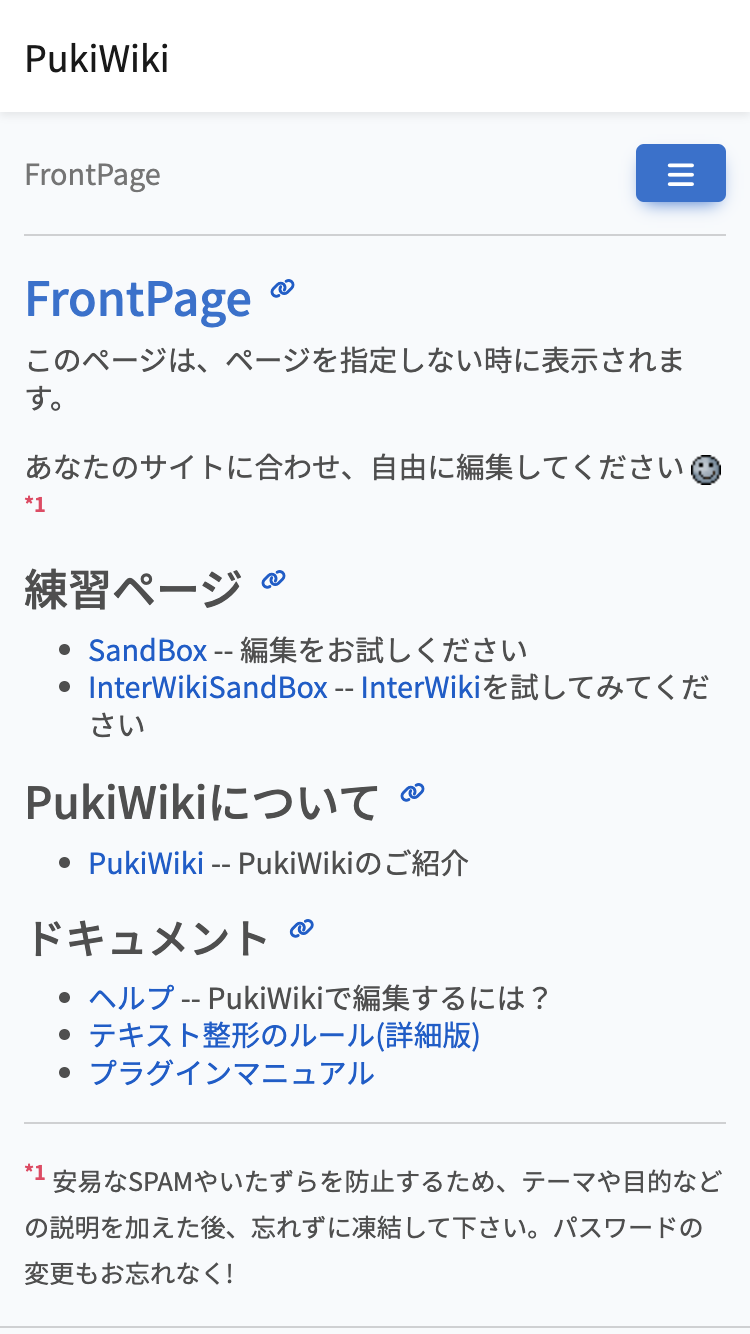 PukiWiki
FrontPage
FrontPage
このページは、ページを指定しない時に表示されま
す。
あなたのサイトに合わせ、自由に編集してください
*1
練習ページ
SandBox -- 編集をお試しください
InterWikiSandBox -- InterWikiを試してみてくだ
さい
PukiWikiについて
PukiWiki -- PukiWikiのご紹介
ドキュメント
ヘルプ -- PukiWikiで編集するには？
テキスト整形のルール(詳細版)
プラグインマニュアル
*1 安易なSPAMやいたずらを防止するため、テーマや目的など
の説明を加えた後、忘れずに凍結して下さい。パスワードの
変更もお忘れなく!